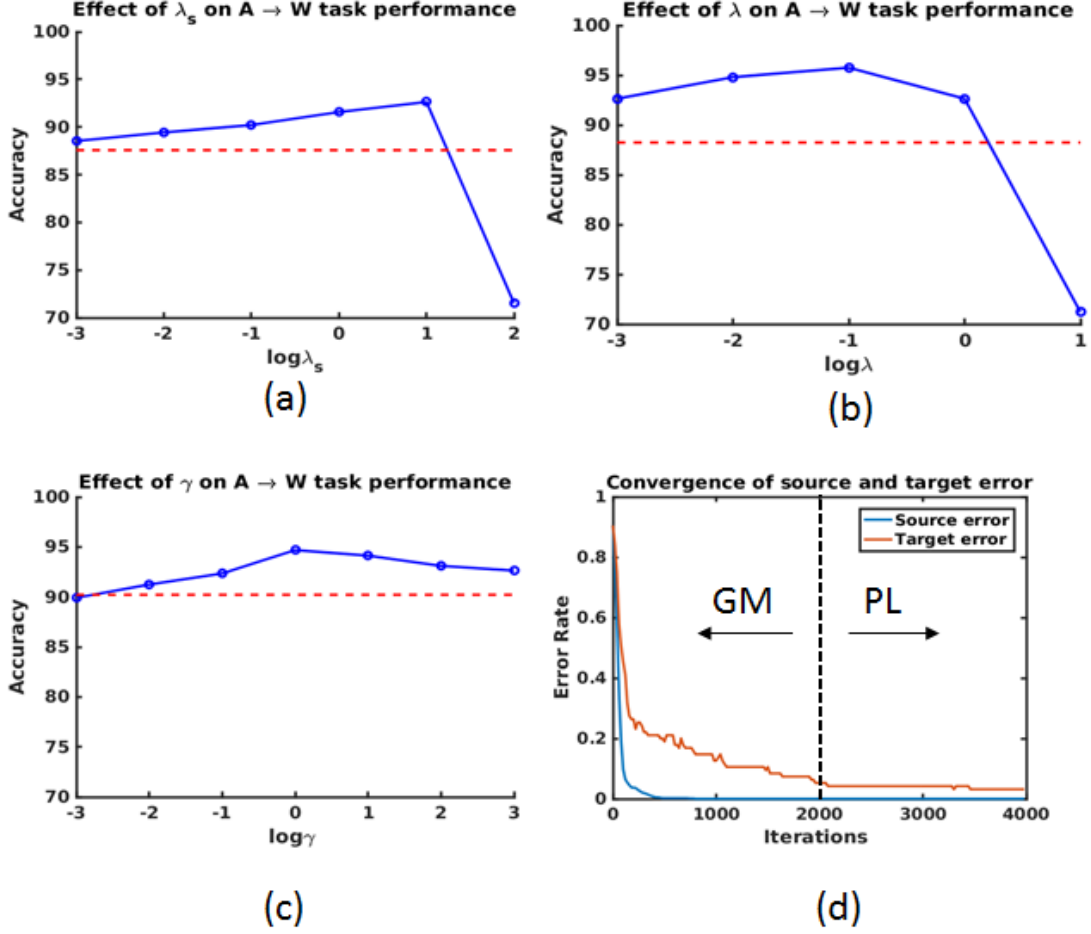 Effect of λs on A → W task performance
Accuracy
100
95
90
85
80
75
70
-3 -2 -1 0 1 2
logλs
(a)
Effect of λ on A → W task performance
Accuracy
100
95
90
85
80
75
70
-3 -2 -1 0 1
logλ
(b)
Effect of γ on A → W task performance
Accuracy
100
95
90
85
80
75
70
-3 -2 -1 0 1 2 3
logγ
(c)
Convergence of source and target error
Error Rate
1
0.8
0.6
0.4
0.2
0
Source error
Target error
GM PL
0 1000 2000 3000 4000
Iterations
(d)